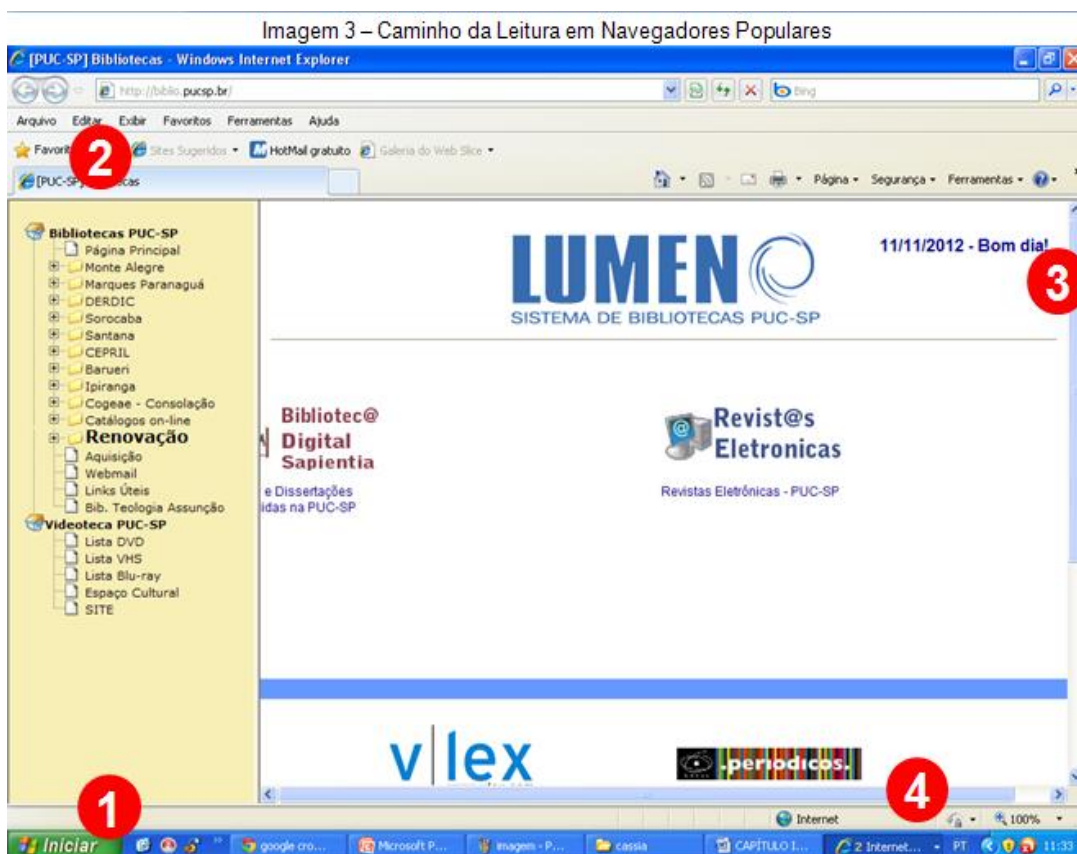 Imagem 3 – Caminho da Leitura em Navegadores Populares
[PUC-SP] Bibliotecas - Windows Internet Explorer
http://biblio.pucsp.br/
Bing
Arquivo Editar Exibir Favoritos Ferramentas Ajuda
2
Sites Sugeridos HotMail gratuito Galeria do Web Slice
[PUC-SP]
Página Segurança Ferramentas
Bibliotecas PUC-SP
Página Principal
Monte Alegre
Marques Paranaguá
DERDIC
Sorocaba
Santana
CEPRIL
Barueri
Ipiranga
Cogeae - Consolação
Catálogos on-line
Renovação
Aquisição
Webmail
Links Úteis
Bib. Teologia Assunção
Videoteca PUC-SP
Lista DVD
Lista VHS
Lista Blu-ray
Espaço Cultural
SITE
LUMEN
SISTEMA DE BIBLIOTECAS PUC-SP
11/11/2012 - Bom dia!
3
Bibliotec@
Digital
Sapientia
e Dissertações
idas na PUC-SP
Revist@s
Eletronicas
Revistas Eletrônicas - PUC-SP
v|lex
.periodicos.
1
4
Internet
100%
Iniciar
google cro...
Microsoft P...
imagem - P...
cassia
CAPÍTULO I...
2 Internet...
PT
11:33